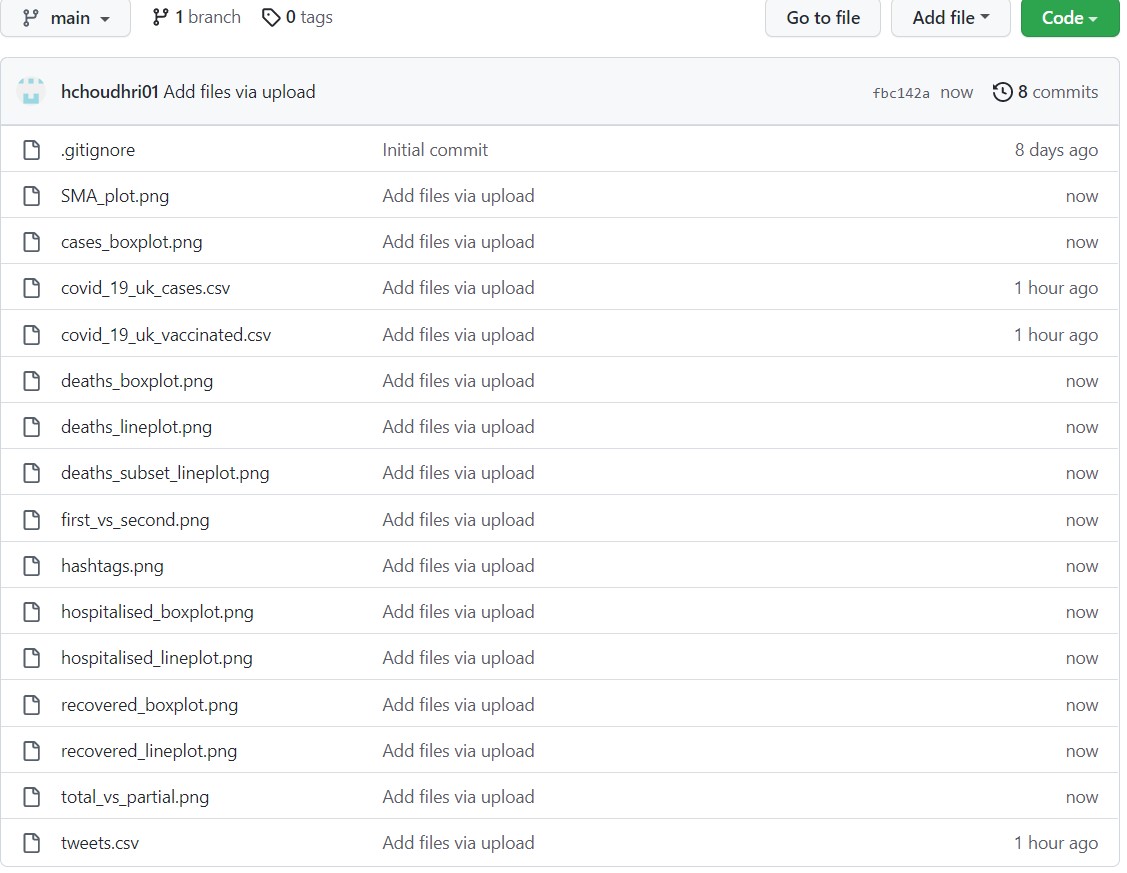 main 1 branch 0 tags Go to file Add file Code
hchoudhri01 Add files via upload fbc142a now 8 commits
.gitignore Initial commit 8 days ago
SMA_plot.png Add files via upload now
cases_boxplot.png Add files via upload now
covid_19_uk_cases.csv Add files via upload 1 hour ago
covid_19_uk_vaccinated.csv Add files via upload 1 hour ago
deaths_boxplot.png Add files via upload now
deaths_lineplot.png Add files via upload now
deaths_subset_lineplot.png Add files via upload now
first_vs_second.png Add files via upload now
hashtags.png Add files via upload now
hospitalised_boxplot.png Add files via upload now
hospitalised_lineplot.png Add files via upload now
recovered_boxplot.png Add files via upload now
recovered_lineplot.png Add files via upload now
total_vs_partial.png Add files via upload now
tweets.csv Add files via upload 1 hour ago